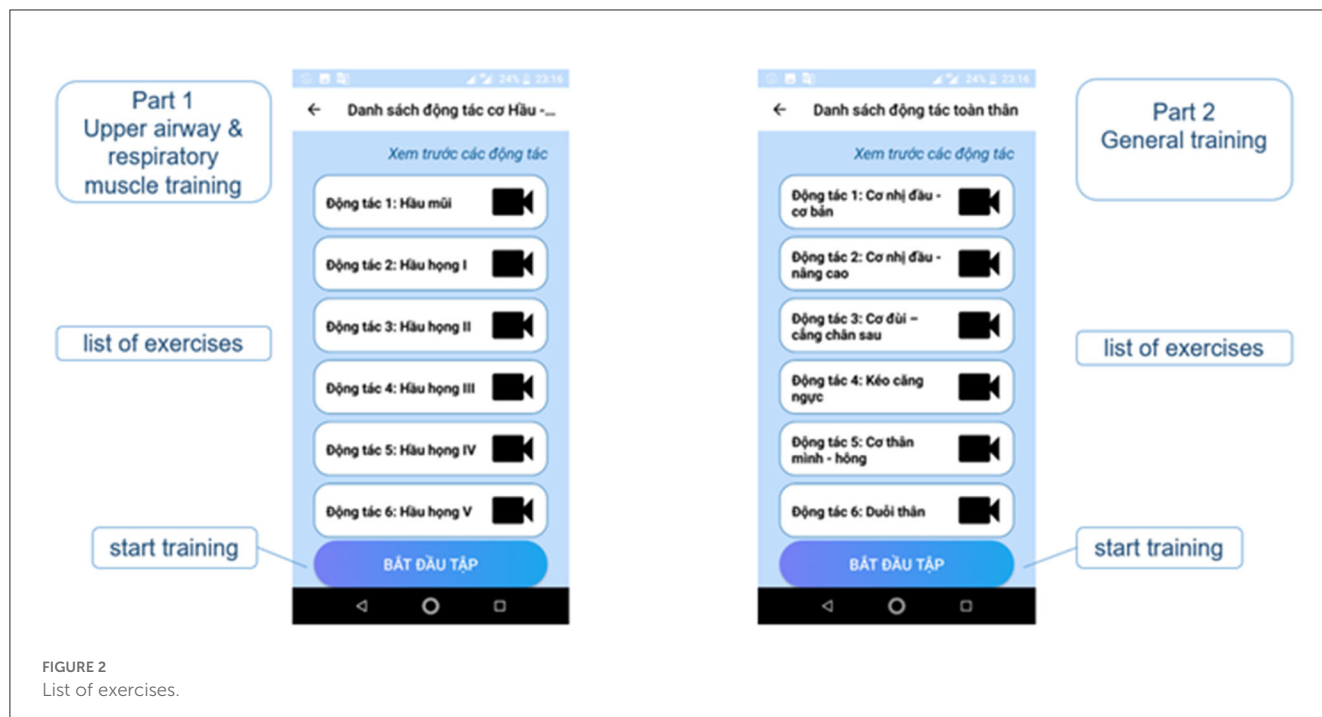 Part 1
Upper airway &
respiratory
muscle training
list of exercises
start training
24% 23:16
Danh sách động tác cơ Hầu -...
Xem trước các động tác
Động tác 1: Hầu mũi
Động tác 2: Hầu họng I
Động tác 3: Hầu họng II
Động tác 4: Hầu họng III
Động tác 5: Hầu họng IV
Động tác 6: Hầu họng V
BẮT ĐẦU TẬP
24% 23:16
Danh sách động tác toàn thân
Xem trước các động tác
Động tác 1: Cơ nhị đầu -
cơ bản
Động tác 2: Cơ nhị đầu -
nâng cao
Động tác 3: Cơ đùi –
cẳng chân sau
Động tác 4: Kéo căng
ngực
Động tác 5: Cơ thân
mình - hông
Động tác 6: Duỗi thân
BẮT ĐẦU TẬP
Part 2
General training
list of exercises
start training
FIGURE 2
List of exercises.